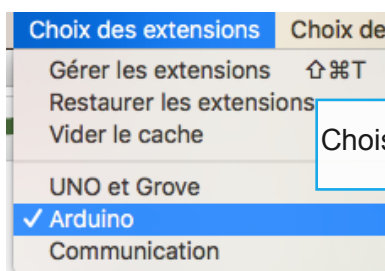 Choix des extensions Choix de
Gérer les extensions ⇧⌘T
Restaurer les extensions
Vider le cache
Chois
UNO et Grove
✓ Arduino
Communication